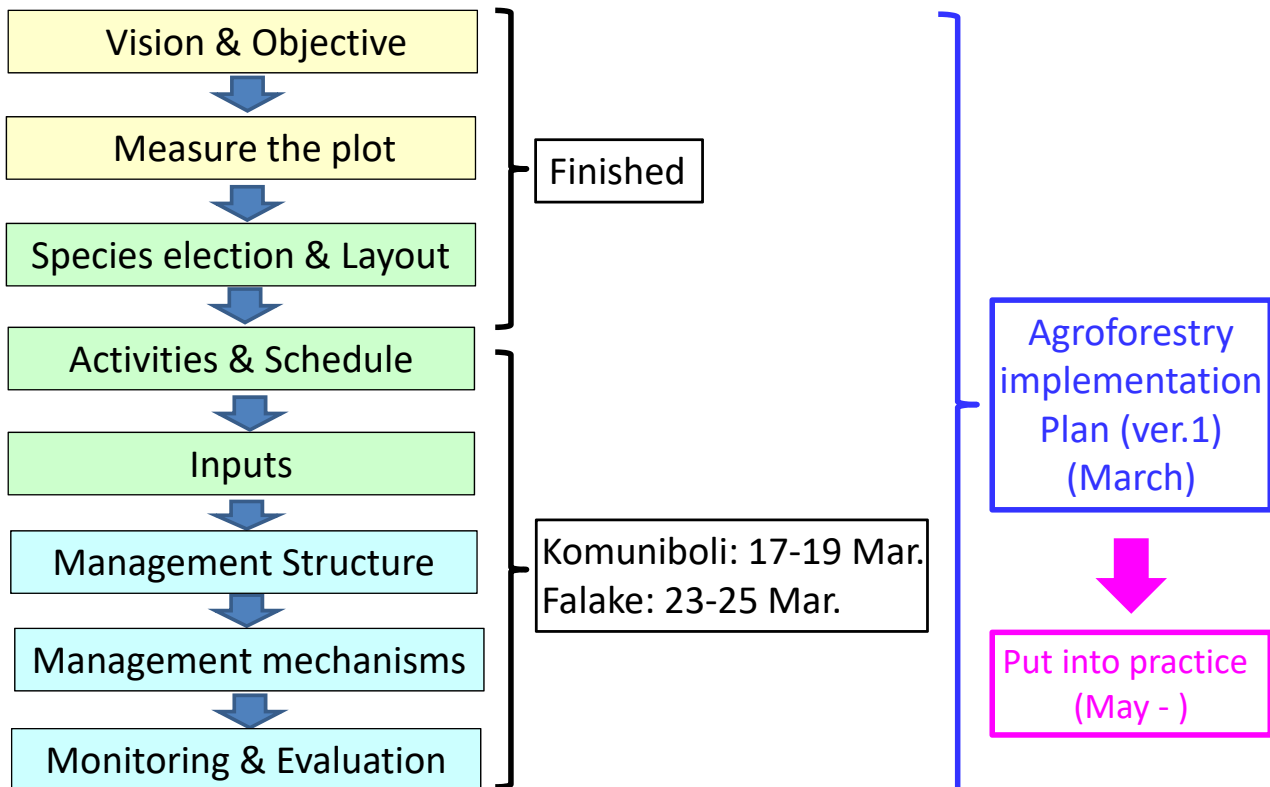 Vision & Objective
Measure the plot
Species election & Layout
Activities & Schedule
Inputs
Management Structure
Management mechanisms
Monitoring & Evaluation
Finished
Komuniboli: 17-19 Mar.
Falake: 23-25 Mar.
Agroforestry
implementation
Plan (ver.1)
(March)
Put into practice
(May - )